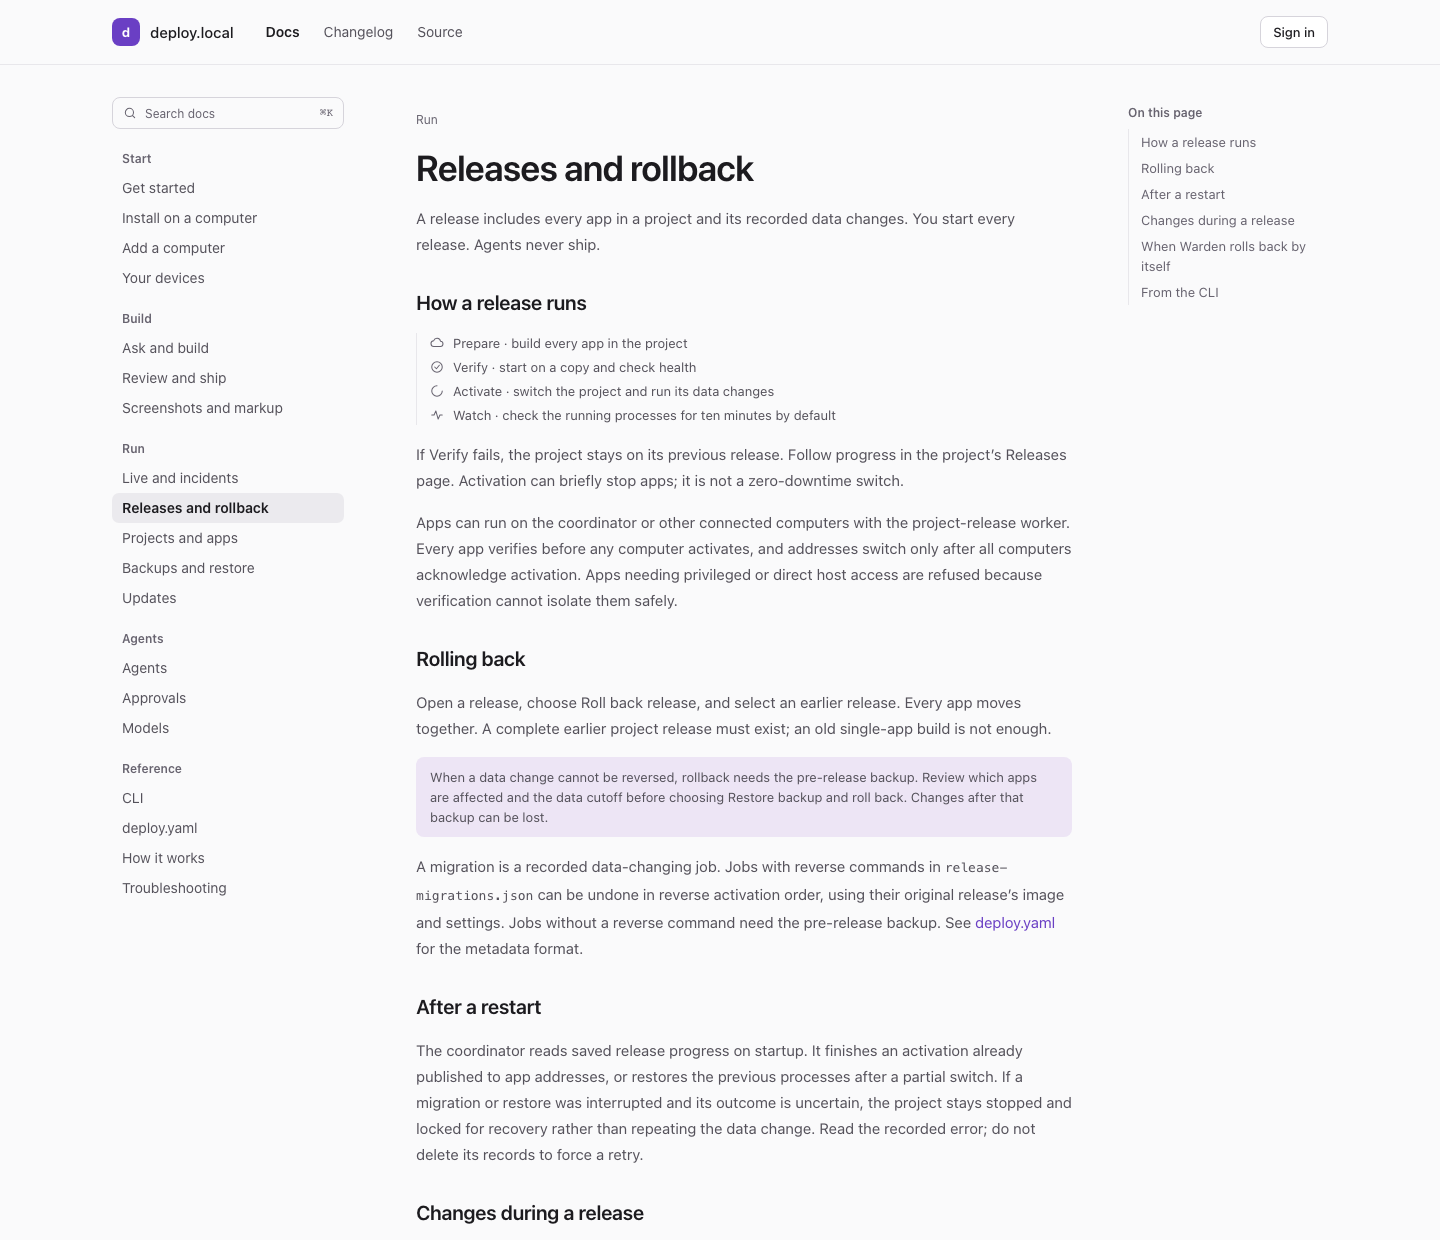 d deploy.local Docs Changelog Source Sign in
Search docs ⌘K
Start
Get started
Install on a computer
Add a computer
Your devices
Build
Ask and build
Review and ship
Screenshots and markup
Run
Live and incidents
Releases and rollback
Projects and apps
Backups and restore
Updates
Agents
Agents
Approvals
Models
Reference
CLI
deploy.yaml
How it works
Troubleshooting
Run
Releases and rollback
A release includes every app in a project and its recorded data changes. You start every
release. Agents never ship.
How a release runs
Prepare · build every app in the project
Verify · start on a copy and check health
Activate · switch the project and run its data changes
Watch · check the running processes for ten minutes by default
If Verify fails, the project stays on its previous release. Follow progress in the project's Releases
page. Activation can briefly stop apps; it is not a zero-downtime switch.
Apps can run on the coordinator or other connected computers with the project-release worker.
Every app verifies before any computer activates, and addresses switch only after all computers
acknowledge activation. Apps needing privileged or direct host access are refused because
verification cannot isolate them safely.
Rolling back
Open a release, choose Roll back release, and select an earlier release. Every app moves
together. A complete earlier project release must exist; an old single-app build is not enough.
When a data change cannot be reversed, rollback needs the pre-release backup. Review which apps
are affected and the data cutoff before choosing Restore backup and roll back. Changes after that
backup can be lost.
A migration is a recorded data-changing job. Jobs with reverse commands in release-
migrations.json can be undone in reverse activation order, using their original release's image
and settings. Jobs without a reverse command need the pre-release backup. See deploy.yaml
for the metadata format.
After a restart
The coordinator reads saved release progress on startup. It finishes an activation already
published to app addresses, or restores the previous processes after a partial switch. If a
migration or restore was interrupted and its outcome is uncertain, the project stays stopped and
locked for recovery rather than repeating the data change. Read the recorded error; do not
delete its records to force a retry.
Changes during a release
On this page
How a release runs
Rolling back
After a restart
Changes during a release
When Warden rolls back by
itself
From the CLI